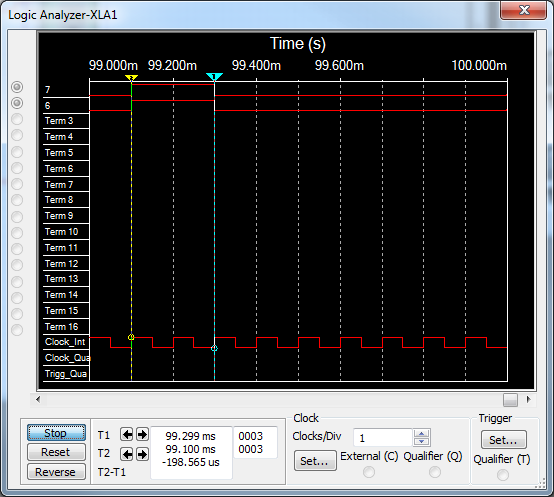 Logic Analyzer-XLA1
Time (s)
99.000m 99.200m 99.400m 99.600m 100.000m
2 1
7
6
Term 3
Term 4
Term 5
Term 6
Term 7
Term 8
Term 9
Term 10
Term 11
Term 12
Term 13
Term 14
Term 15
Term 16
Clock_Int
Clock_Qua
Trigg_Qua
Stop
Reset
Reverse
T1 99.299 ms 0003
T2 99.100 ms 0003
T2-T1 -198.565 us
Clock
Clocks/Div 1
Set... External (C) Qualifier (Q)
Trigger
Set...
Qualifier (T)